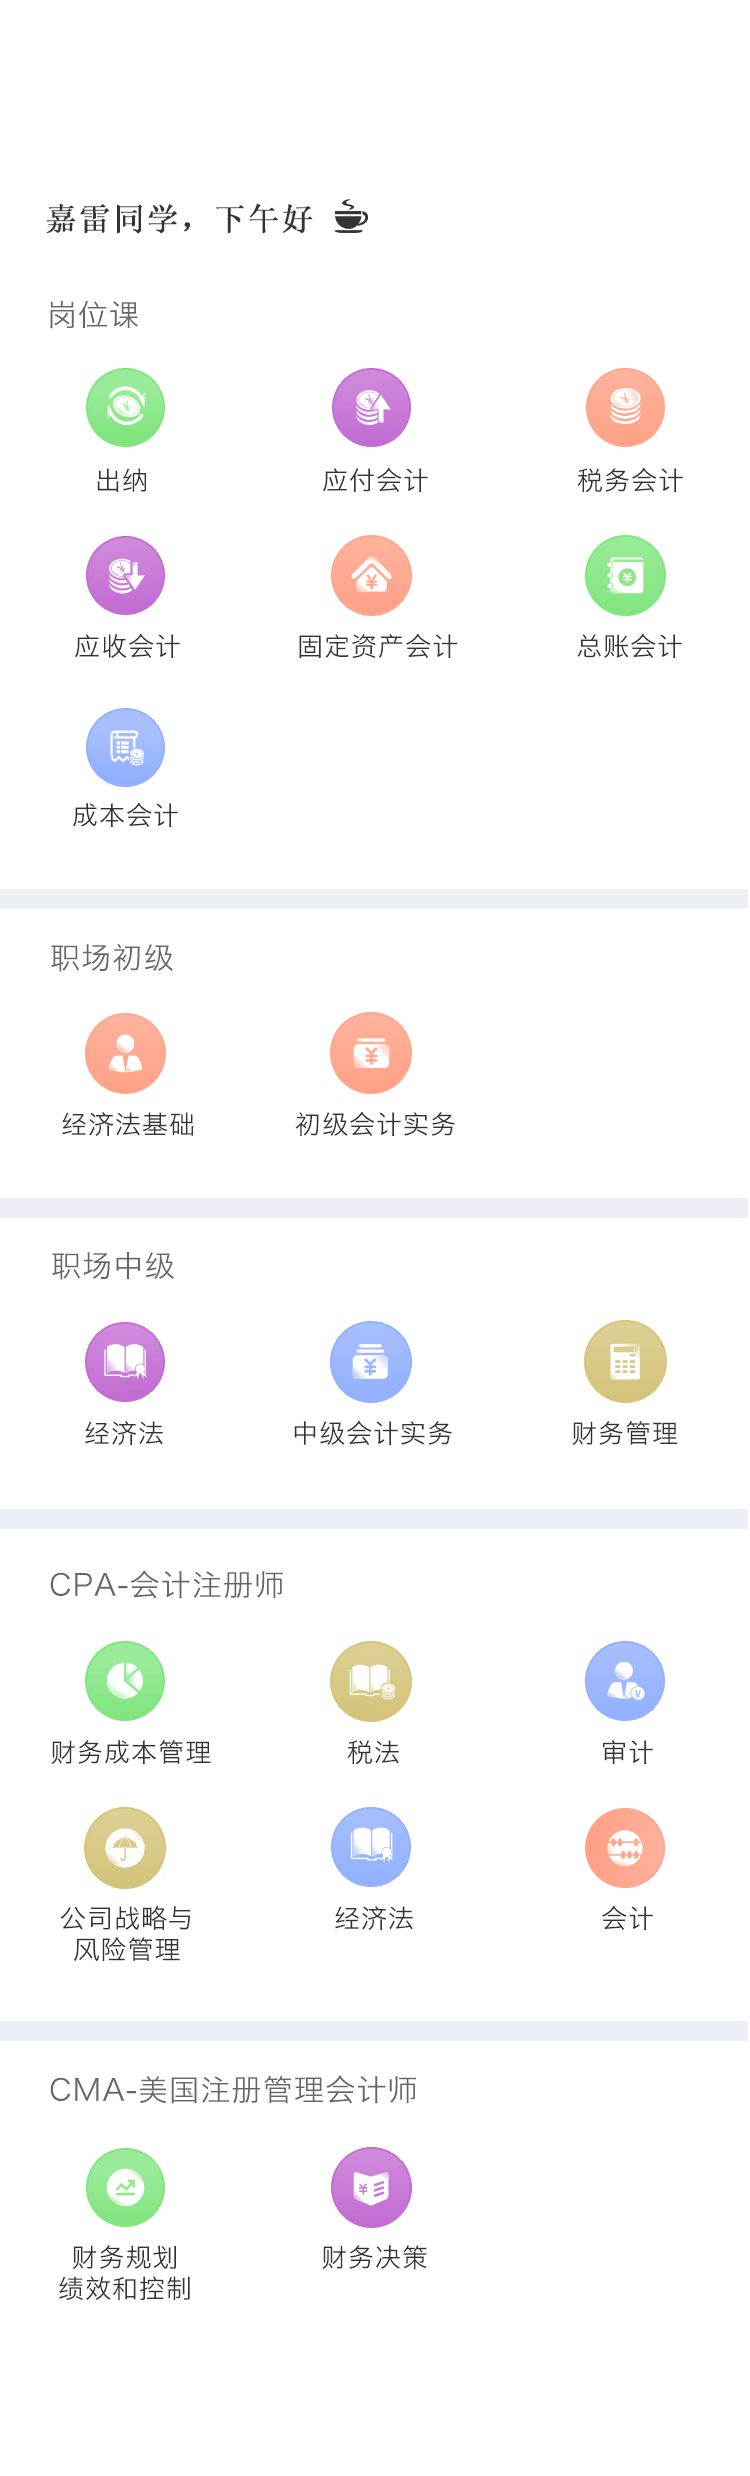 嘉雷同学，下午好
岗位课
出纳
应付会计
税务会计
应收会计
固定资产会计
总账会计
成本会计
职场初级
经济法基础
初级会计实务
职场中级
经济法
中级会计实务
财务管理
CPA-会计注册师
财务成本管理
税法
审计
公司战略与
风险管理
经济法
会计
CMA-美国注册管理会计师
财务规划
绩效和控制
财务决策